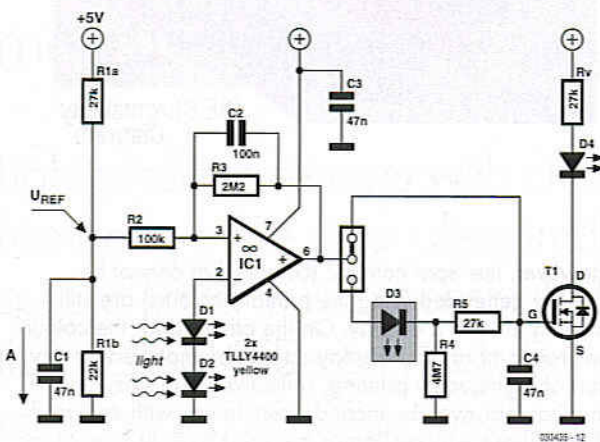 +5V
R1a
27k
C3
47n
Rv
27k
D4
C2
100n
R3
2M2
UREF
R2
100k
3
+
∞
IC1
2
−
7
6
+
4
T1
D
G
S
D1
D2
2x
TLLY4400
yellow
light
D3
R5
27k
R4
4M7
C4
47n
A
C1
47n
R1b
22k
030435 - 12